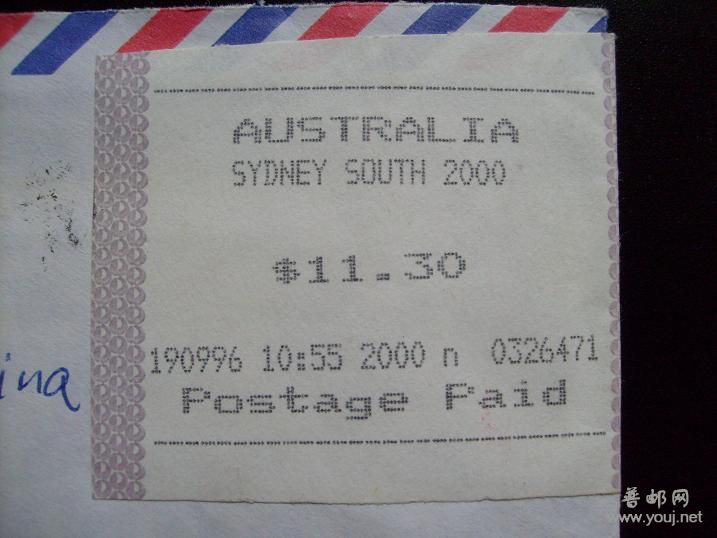 AUSTRALIA
SYDNEY SOUTH 2000
$11.30
190996 10:55 2000 n 0326471
Postage Paid
ina
普邮网
www.youj.net